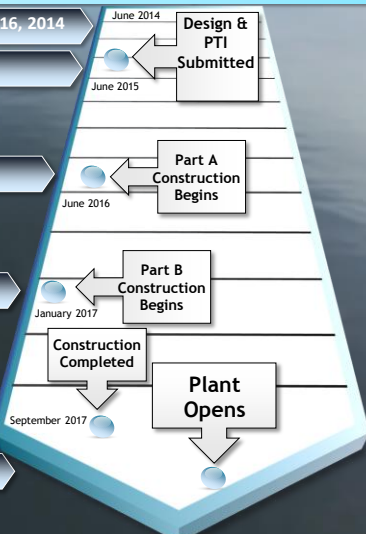 16, 2014
June 2014
Design &
PTI
Submitted
June 2015
Part A
Construction
Begins
June 2016
Part B
Construction
Begins
January 2017
Construction
Completed
Plant
Opens
September 2017